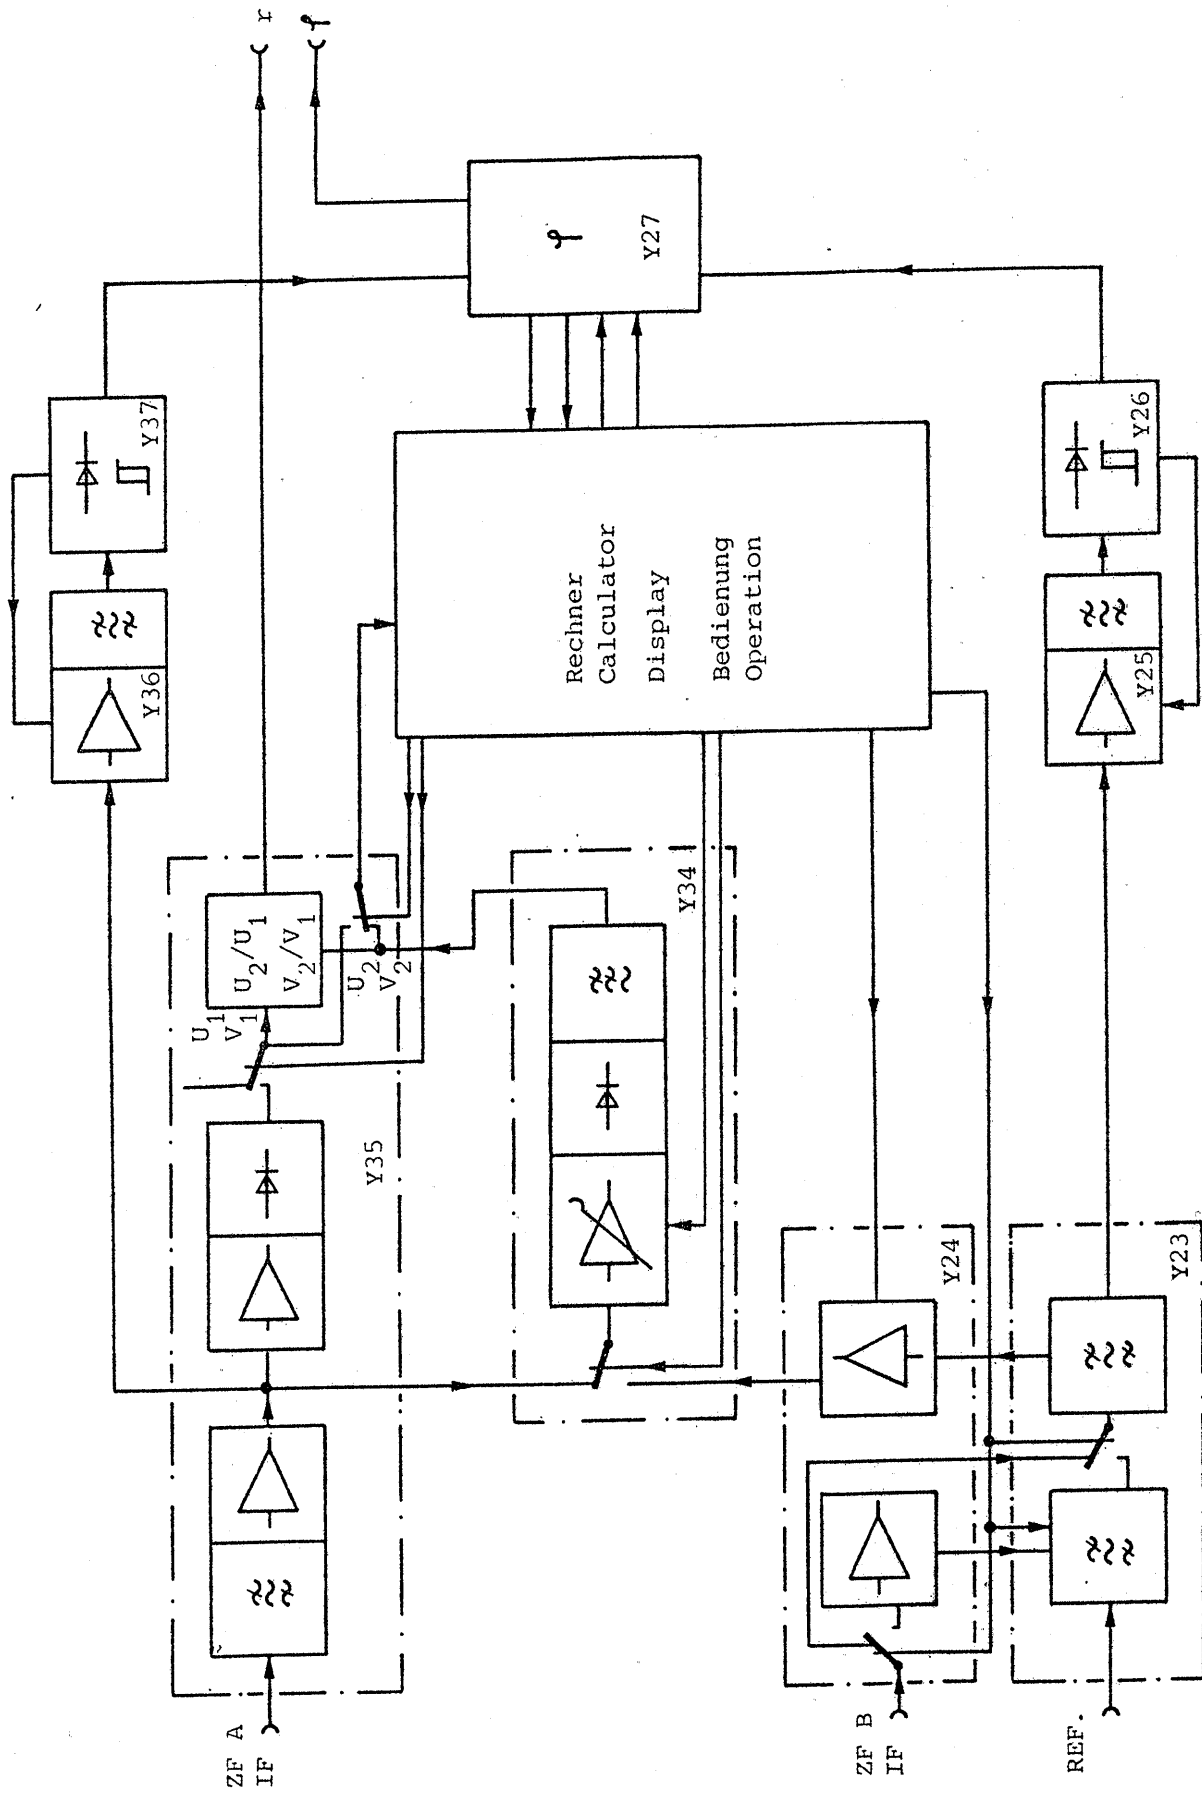 r
φ
φ
Y27
Y37
Y36
Y26
Y25
Rechner
Calculator
Display
Bedienung
Operation
U2/U1
V2/V1
U1
V1
U2
V2
Y35
Y34
Y24
Y23
ZF A
IF
ZF B
IF
REF.